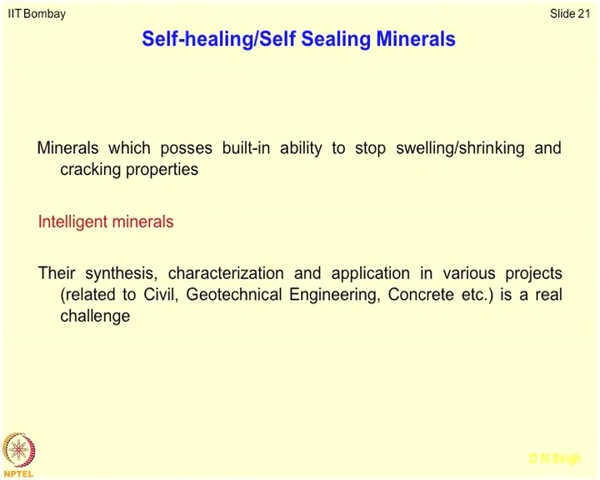 IIT Bombay
Slide 21
Self-healing/Self Sealing Minerals
Minerals which posses built-in ability to stop swelling/shrinking and
cracking properties
Intelligent minerals
Their synthesis, characterization and application in various projects
(related to Civil, Geotechnical Engineering, Concrete etc.) is a real
challenge
NPTEL
D N Singh